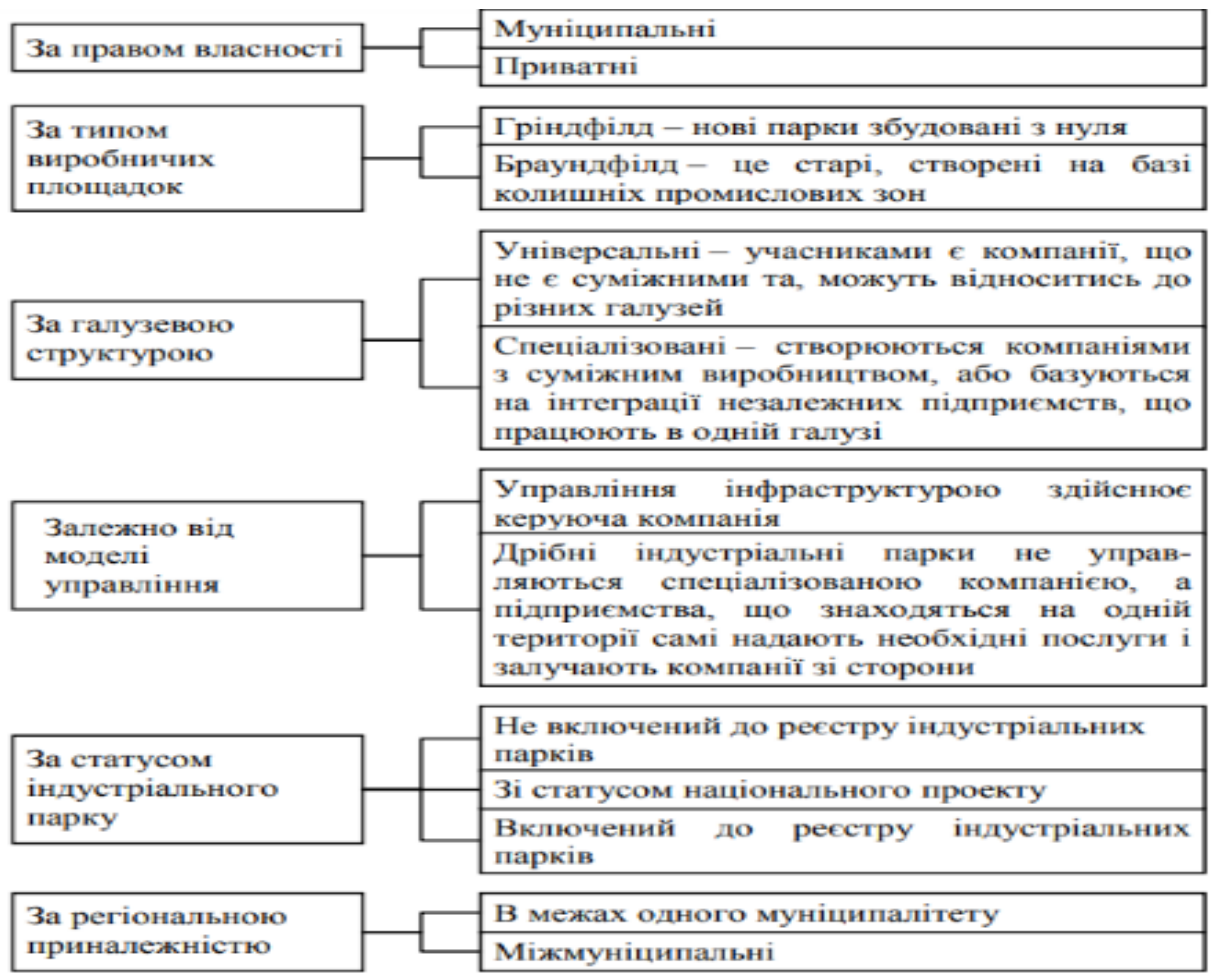 За правом власності
Муніципальні
Приватні
За типом
виробничих
площадок
Гріндфілд – нові парки збудовані з нуля
Браундфілд – це старі, створені на базі
колишніх промислових зон
За галузевою
структурою
Універсальні – учасниками є компанії, що
не є суміжними та, можуть відноситись до
різних галузей
Спеціалізовані – створюються компаніями
з суміжним виробництвом, або базуються
на інтеграції незалежних підприємств, що
працюють в одній галузі
Залежно від
моделі
управління
Управління інфраструктурою здійснює
керуюча компанія
Дрібні індустріальні парки не управ-
ляються спеціалізованою компанією, а
підприємства, що знаходяться на одній
території самі надають необхідні послуги і
залучають компанії зі сторони
За статусом
індустріального
парку
Не включений до реєстру індустріальних
парків
Зі статусом національного проекту
Включений до реєстру індустріальних
парків
За регіональною
приналежністю
В межах одного муніципалітету
Міжмуніципальні